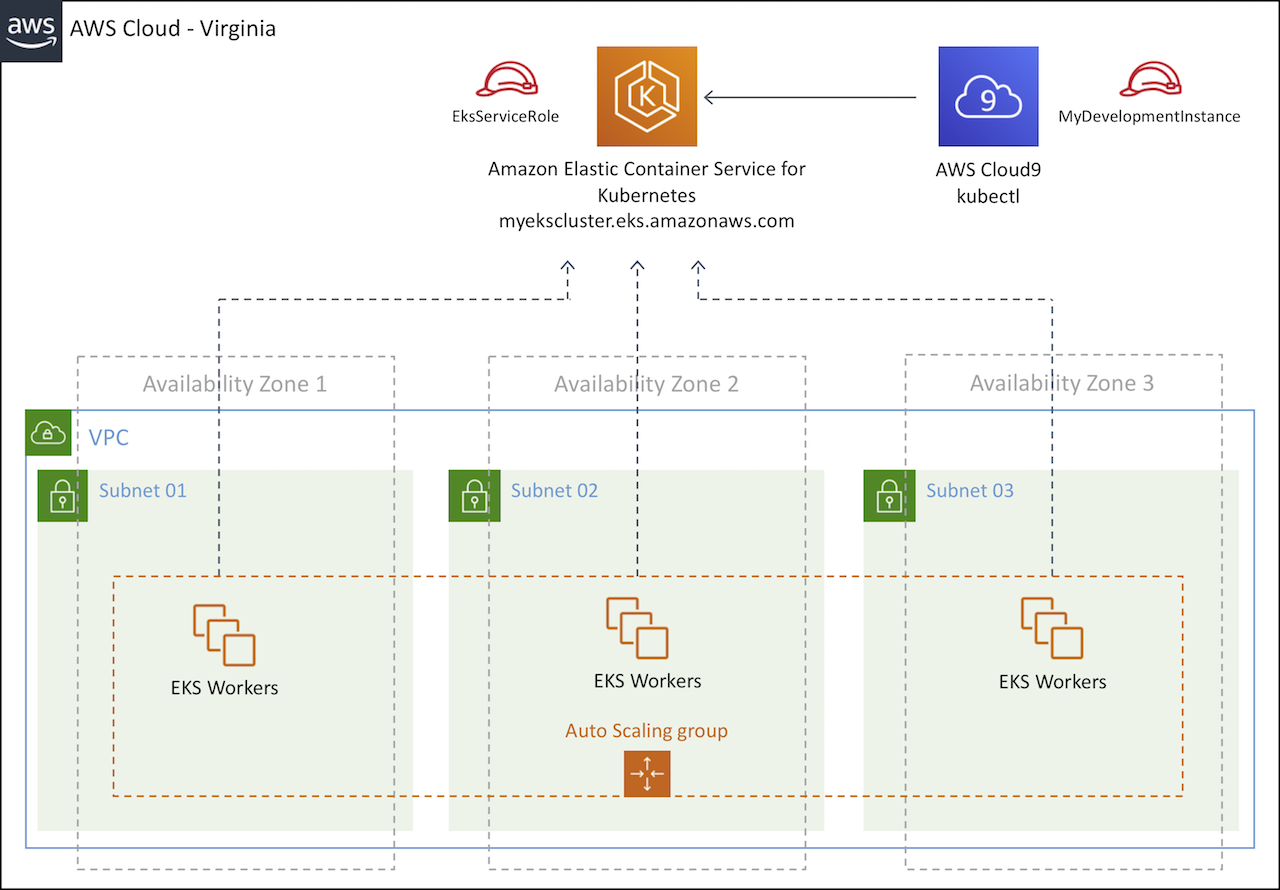 aws
AWS Cloud - Virginia
EksServiceRole
K
9
MyDevelopmentInstance
Amazon Elastic Container Service for
Kubernetes
myekscluster.eks.amazonaws.com
AWS Cloud9
kubectl
Availability Zone 1
Availability Zone 2
Availability Zone 3
VPC
Subnet 01
Subnet 02
Subnet 03
EKS Workers
EKS Workers
EKS Workers
Auto Scaling group